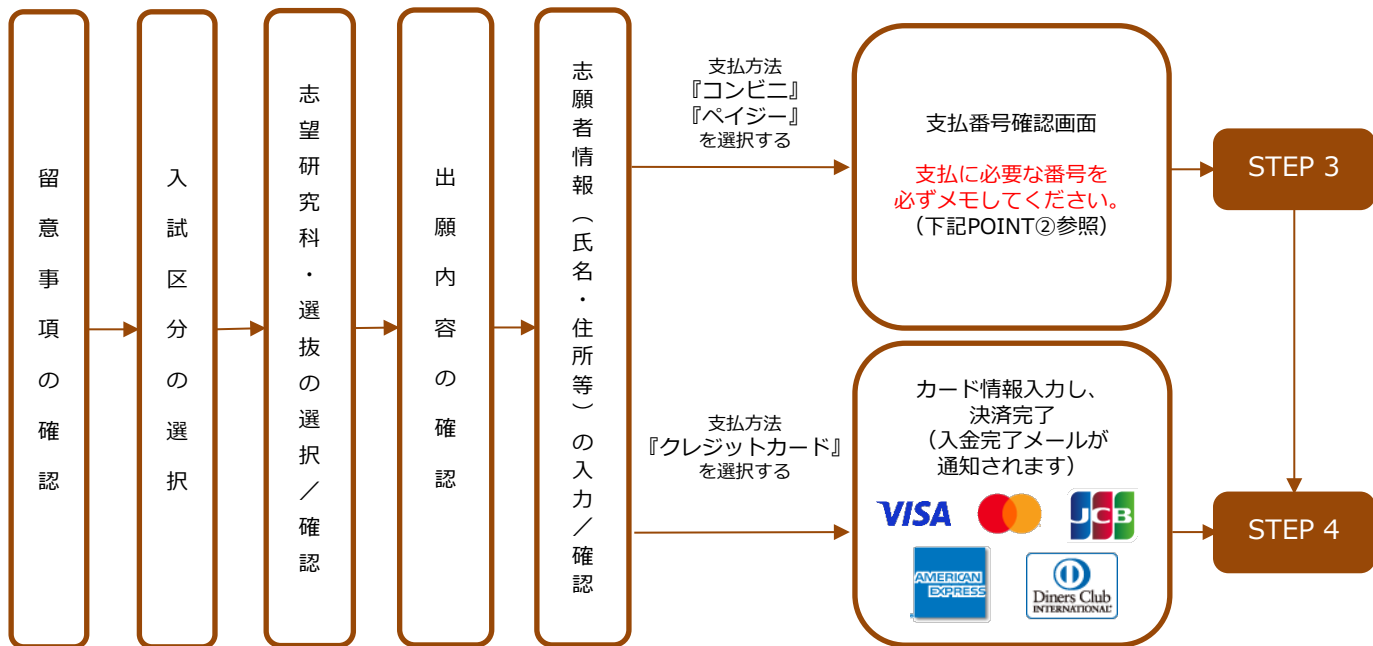 留意事項の確認
入試区分の選択
志望研究科・選抜の選択／確認
出願内容の確認
志願者情報（氏名・住所等）の入力／確認
支払方法
『コンビニ』
『ペイジー』
を選択する
支払番号確認画面
支払に必要な番号を
必ずメモしてください。
（下記POINT②参照）
STEP 3
支払方法
『クレジットカード』
を選択する
カード情報入力し、
決済完了
（入金完了メールが
通知されます）
VISA
JCB
AMERICAN
EXPRESS
Diners Club
INTERNATIONAL
STEP 4